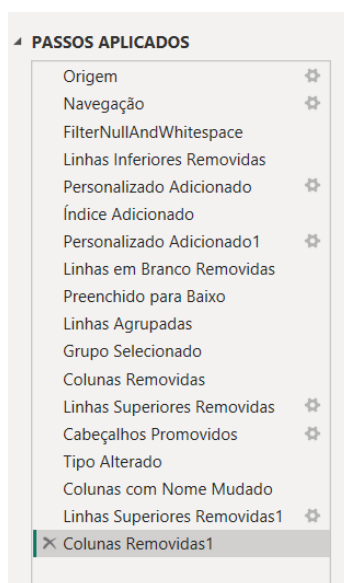 PASSOS APLICADOS
Origem
Navegação
FilterNullAndWhitespace
Linhas Inferiores Removidas
Personalizado Adicionado
Índice Adicionado
Personalizado Adicionado1
Linhas em Branco Removidas
Preenchido para Baixo
Linhas Agrupadas
Grupo Selecionado
Colunas Removidas
Linhas Superiores Removidas
Cabeçalhos Promovidos
Tipo Alterado
Colunas com Nome Mudado
Linhas Superiores Removidas1
Colunas Removidas1